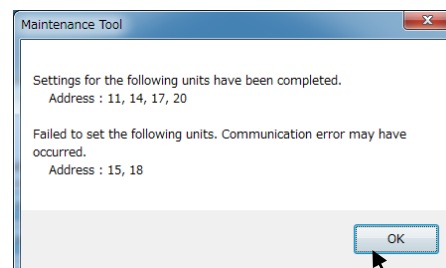 Maintenance Tool
Settings for the following units have been completed.
Address : 11, 14, 17, 20
Failed to set the following units. Communication error may have
occurred.
Address : 15, 18
OK